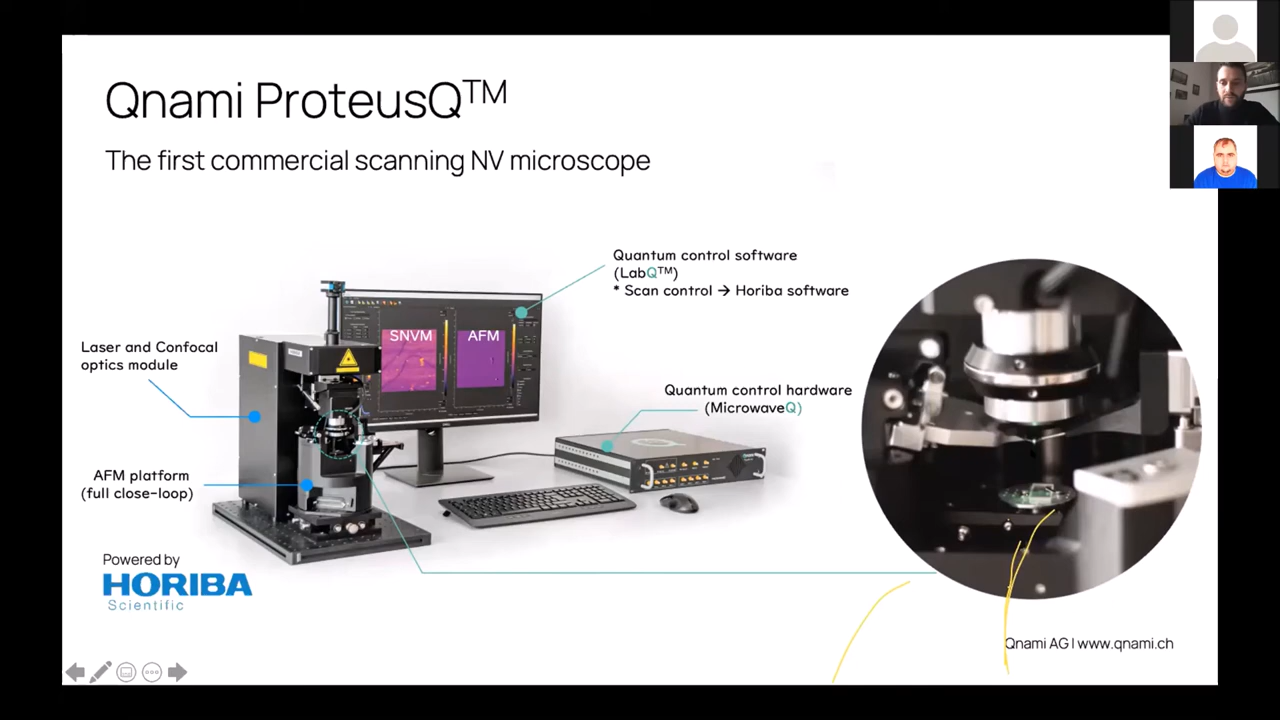 Qnami ProteusQ™
The first commercial scanning NV microscope
Quantum control software
(LabQ™)
* Scan control → Horiba software
SNVM
AFM
Laser and Confocal
optics module
Quantum control hardware
(MicrowaveQ)
AFM platform
(full close-loop)
Powered by
HORIBA
Scientific
Qnami AG | www.qnami.ch